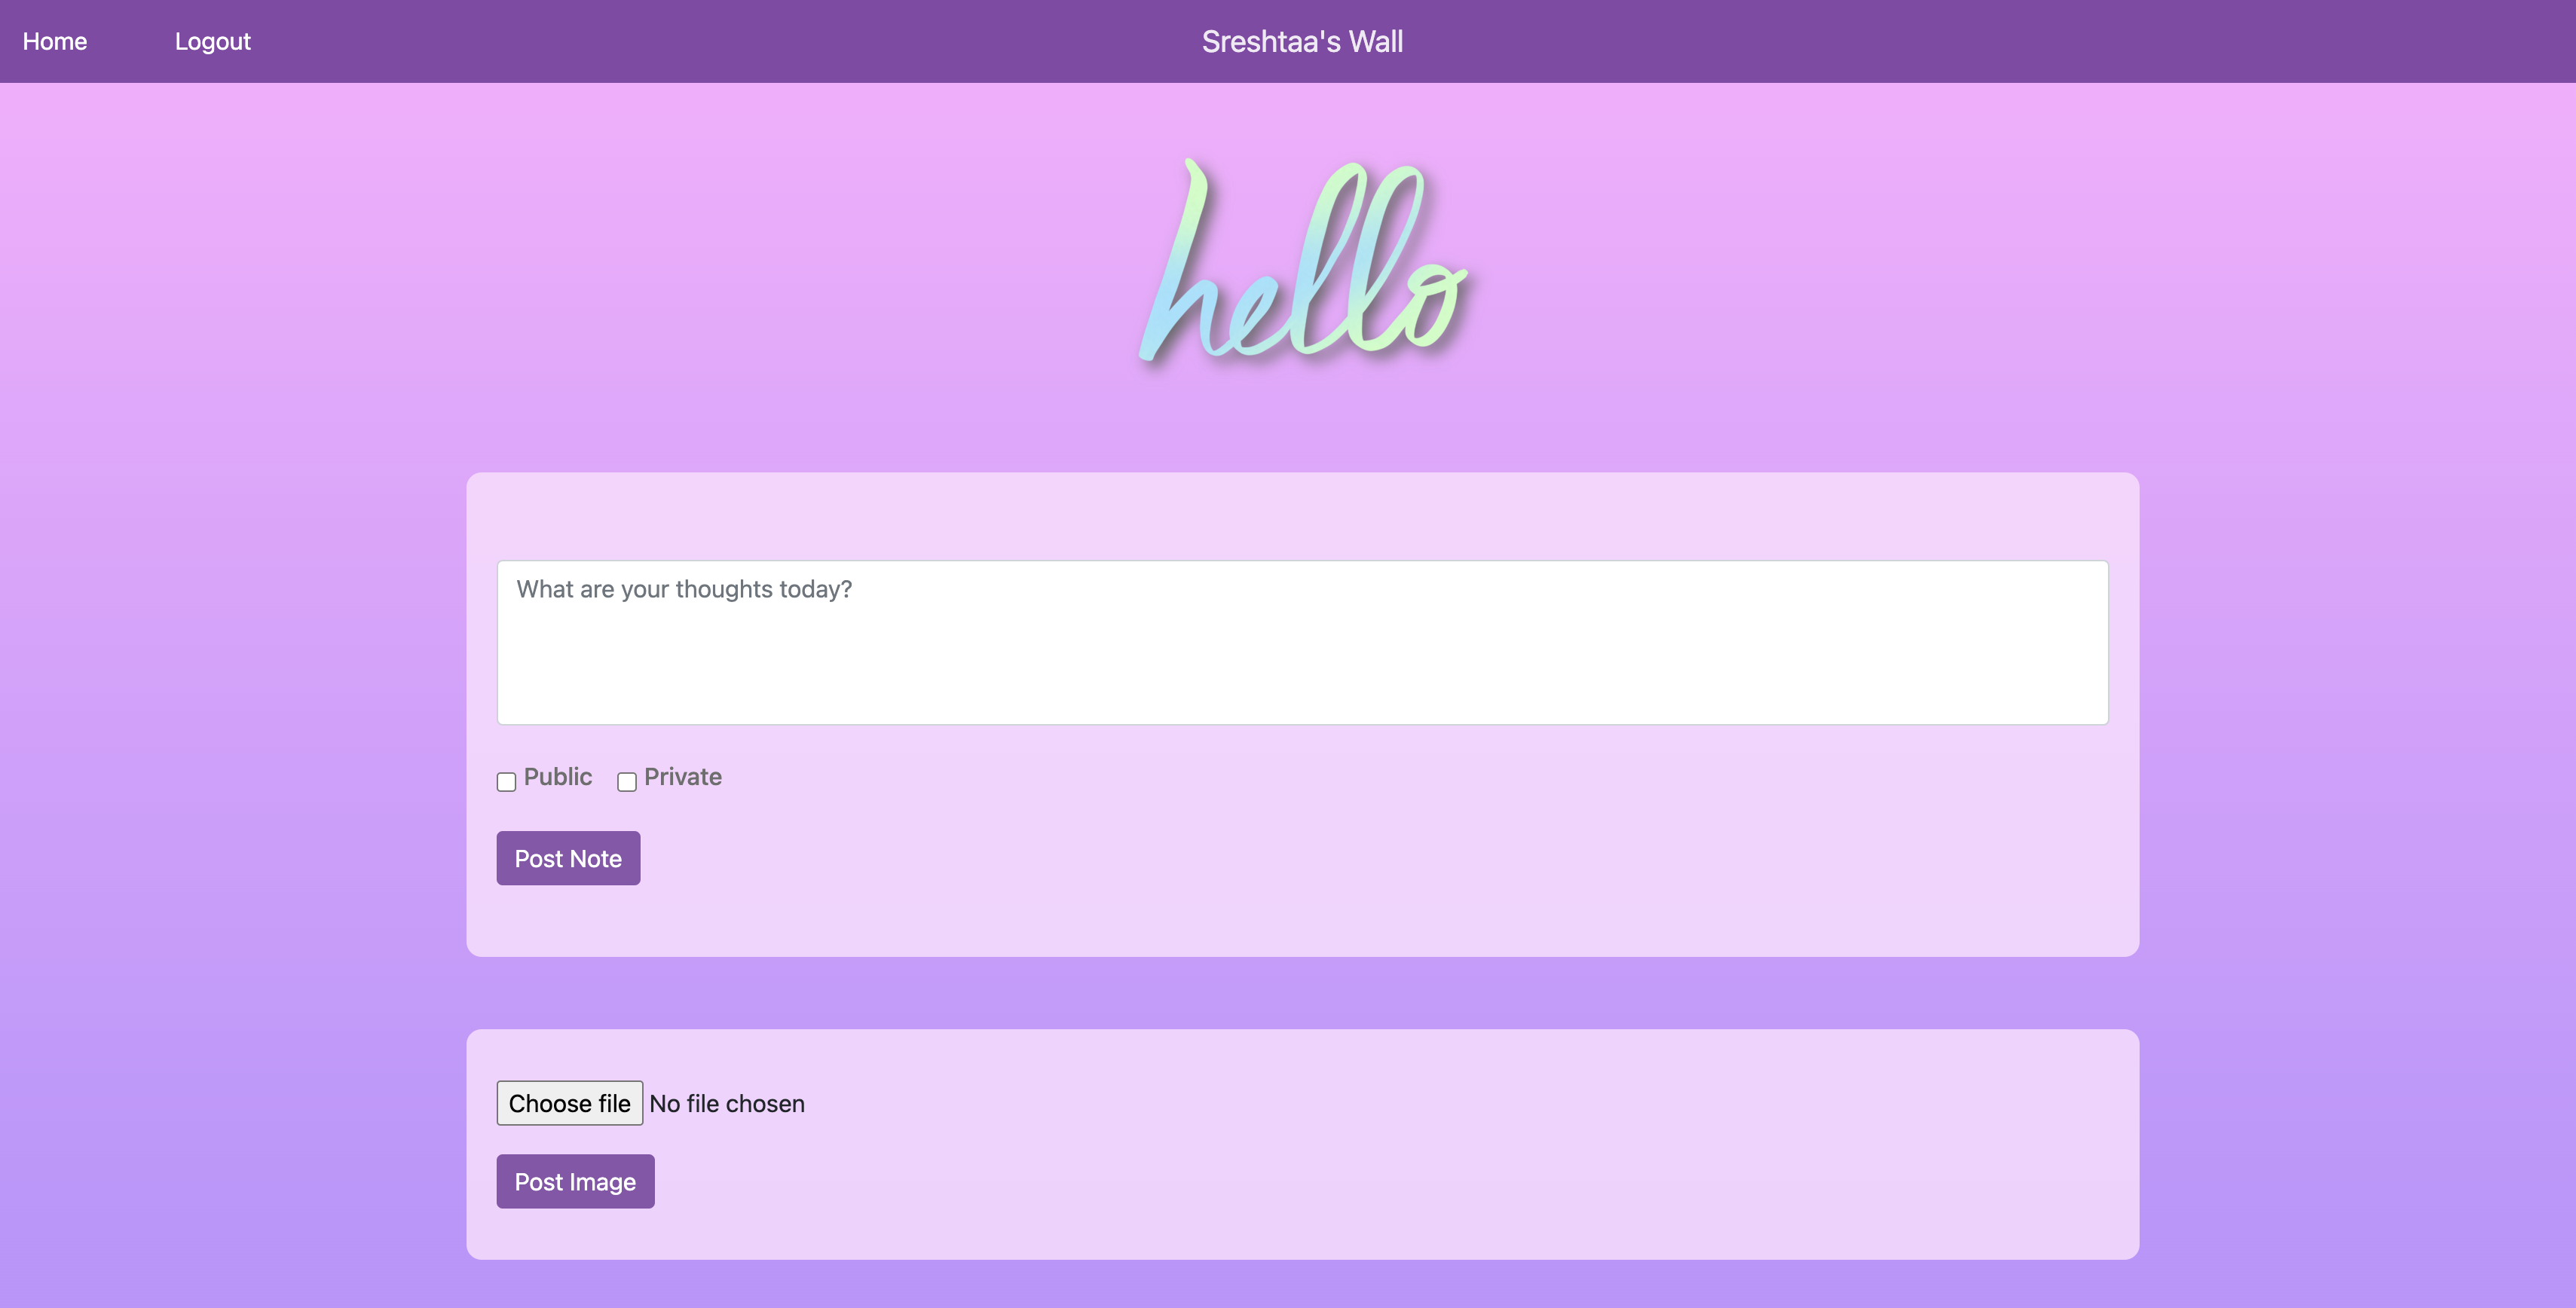 Home Logout Sreshtaa's Wall
hello
What are your thoughts today?
Public Private
Post Note
Choose file No file chosen
Post Image